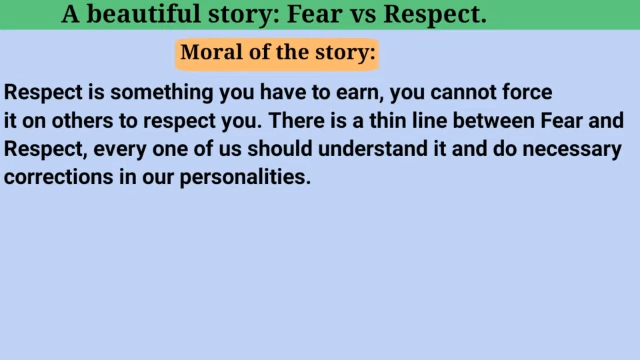 A beautiful story: Fear vs Respect.
Moral of the story:
Respect is something you have to earn, you cannot force
it on others to respect you. There is a thin line between Fear and
Respect, every one of us should understand it and do necessary
corrections in our personalities.